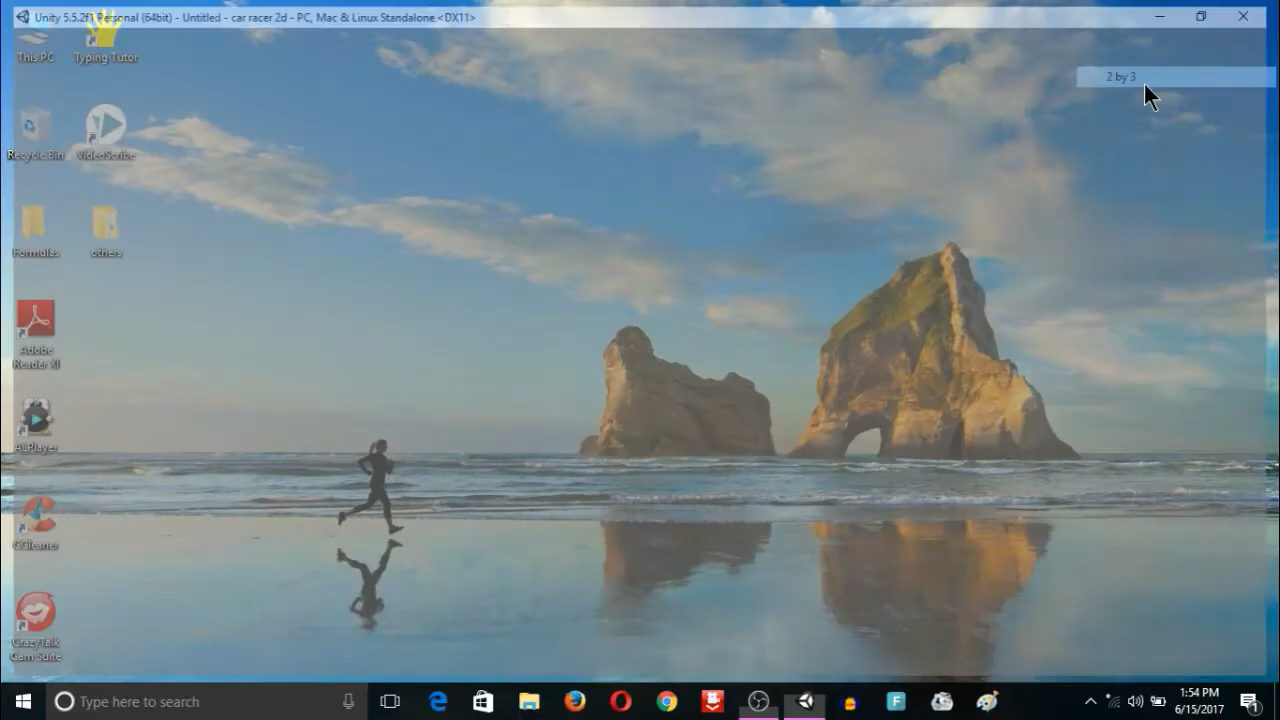 Unity 5.5.2f1 Personal (64bit) - Untitled - car racer 2d - PC, Mac & Linux Standalone <DX11>
This PC
Typing Tutor
2 by 3
Recycle Bin
VideoScribe
Formulas
others
Adobe
Reader XI
ALPlayer
CCleaner
CrazyTalk
Cam Suite
Type here to search
1:54 PM
6/15/2017
1